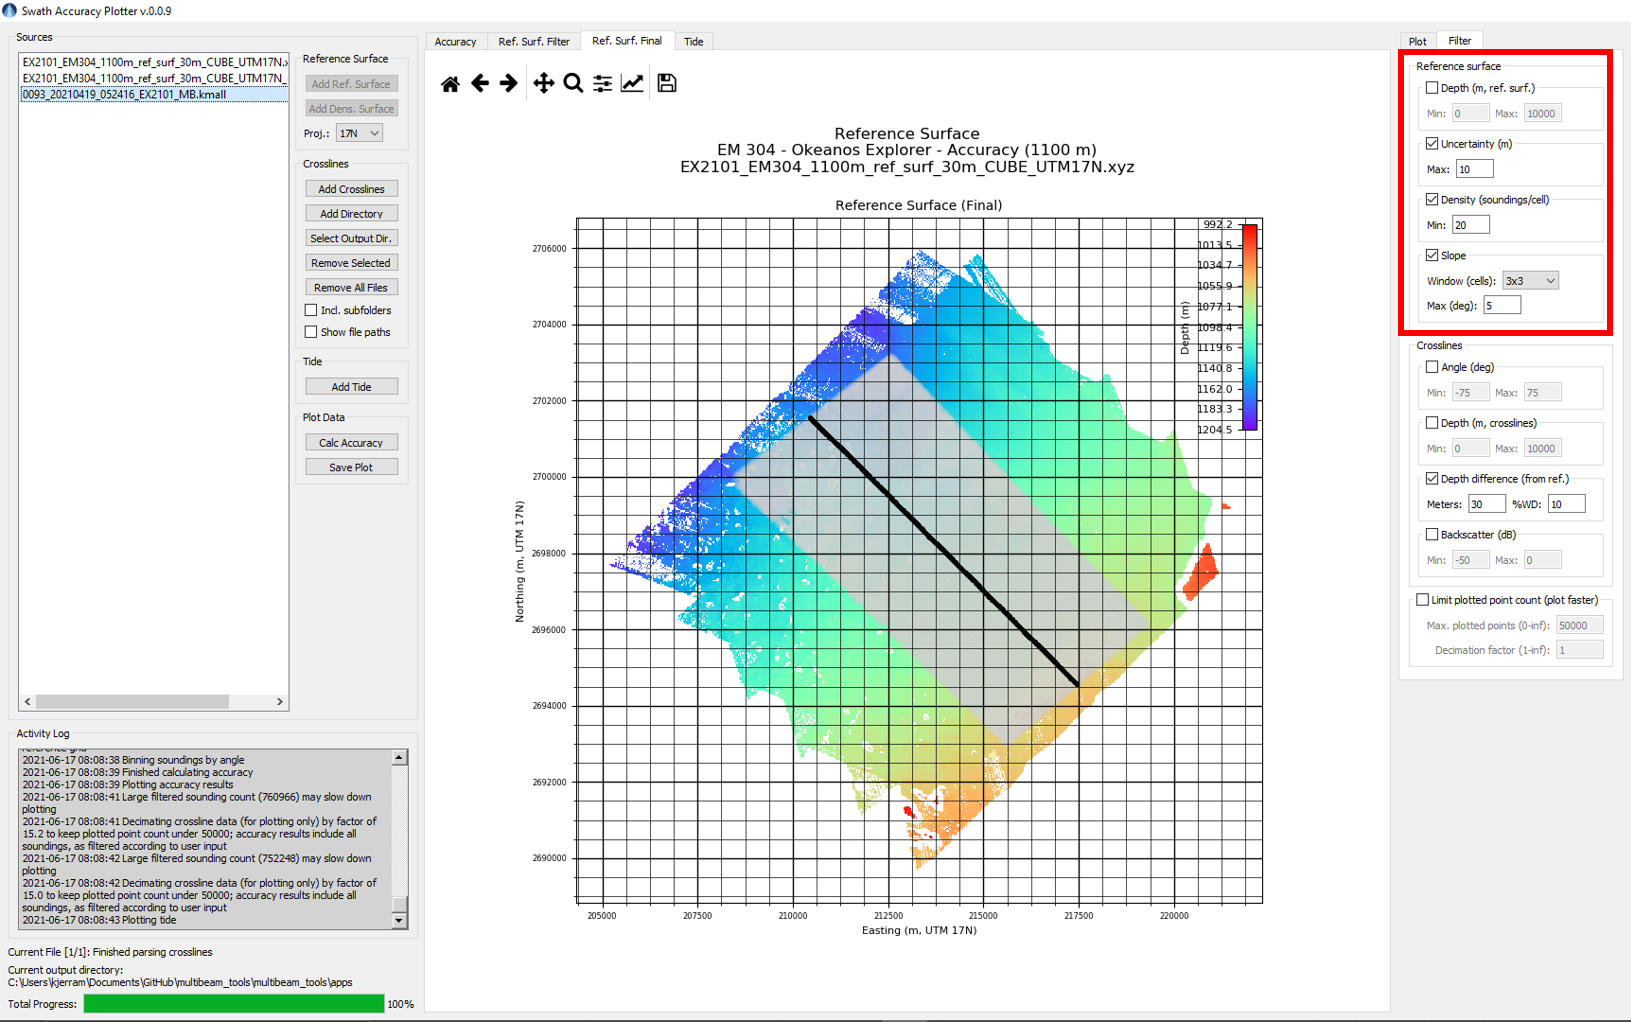 Swath Accuracy Plotter v.0.0.9
Sources
EX2101_EM304_1100m_ref_surf_30m_CUBE_UTM17N.x
EX2101_EM304_1100m_ref_surf_30m_CUBE_UTM17N_
0093_20210419_052416_EX2101_MB.kmall
Reference Surface
Add Ref. Surface
Add Dens. Surface
Proj.: 17N
Crosslines
Add Crosslines
Add Directory
Select Output Dir.
Remove Selected
Remove All Files
Incl. subfolders
Show file paths
Tide
Add Tide
Plot Data
Calc Accuracy
Save Plot
Activity Log
reference grid
2021-06-17 08:08:38 Binning soundings by angle
2021-06-17 08:08:39 Finished calculating accuracy
2021-06-17 08:08:39 Plotting accuracy results
2021-06-17 08:08:41 Large filtered sounding count (760966) may slow down
plotting
2021-06-17 08:08:41 Decimating crossline data (for plotting only) by factor of
15.2 to keep plotted point count under 50000; accuracy results include all
soundings, as filtered according to user input
2021-06-17 08:08:42 Large filtered sounding count (752248) may slow down
plotting
2021-06-17 08:08:42 Decimating crossline data (for plotting only) by factor of
15.0 to keep plotted point count under 50000; accuracy results include all
soundings, as filtered according to user input
2021-06-17 08:08:43 Plotting tide
Current File [1/1]: Finished parsing crosslines
Current output directory:
C:\Users\kjerram\Documents\GitHub\multibeam_tools\multibeam_tools\apps
Total Progress: 100%
Accuracy Ref. Surf. Filter Ref. Surf. Final Tide
Reference Surface
EM 304 - Okeanos Explorer - Accuracy (1100 m)
EX2101_EM304_1100m_ref_surf_30m_CUBE_UTM17N.xyz
Reference Surface (Final)
2706000
2704000
2702000
2700000
2698000
2696000
2694000
2692000
2690000
Northing (m, UTM 17N)
205000 207500 210000 212500 215000 217500 220000
Easting (m, UTM 17N)
Depth (m)
992.2
1013.5
1034.7
1055.9
1077.1
1098.4
1119.6
1140.8
1162.0
1183.3
1204.5
Plot Filter
Reference surface
Depth (m, ref. surf.)
Min: 0 Max: 10000
Uncertainty (m)
Max: 10
Density (soundings/cell)
Min: 20
Slope
Window (cells): 3x3
Max (deg): 5
Crosslines
Angle (deg)
Min: -75 Max: 75
Depth (m, crosslines)
Min: 0 Max: 10000
Depth difference (from ref.)
Meters: 30 %WD: 10
Backscatter (dB)
Min: -50 Max: 0
Limit plotted point count (plot faster)
Max. plotted points (0-inf): 50000
Decimation factor (1-inf): 1